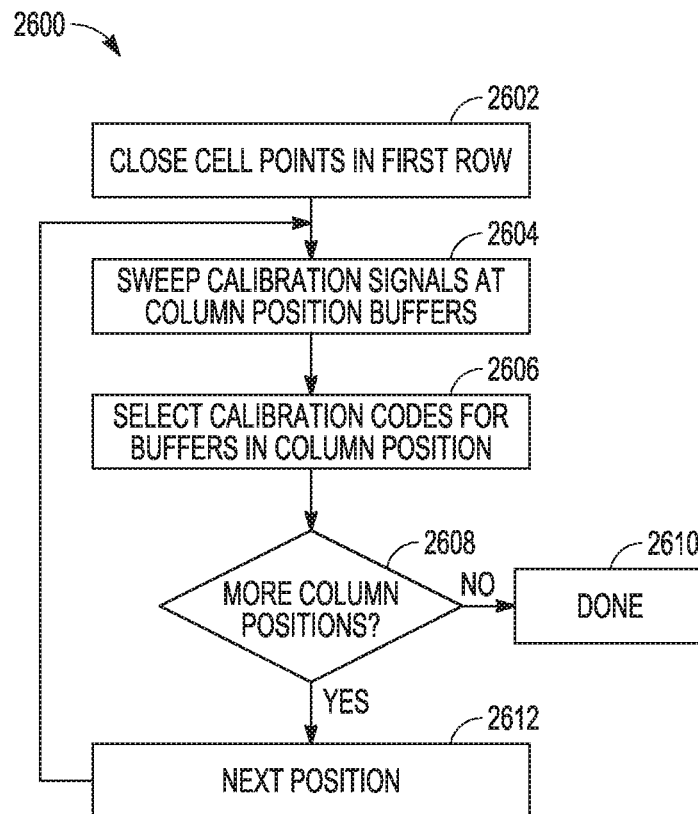 2600
2602
CLOSE CELL POINTS IN FIRST ROW
2604
SWEEP CALIBRATION SIGNALS AT
COLUMN POSITION BUFFERS
2606
SELECT CALIBRATION CODES FOR
BUFFERS IN COLUMN POSITION
2608
MORE COLUMN
POSITIONS?
NO
2610
DONE
YES
2612
NEXT POSITION